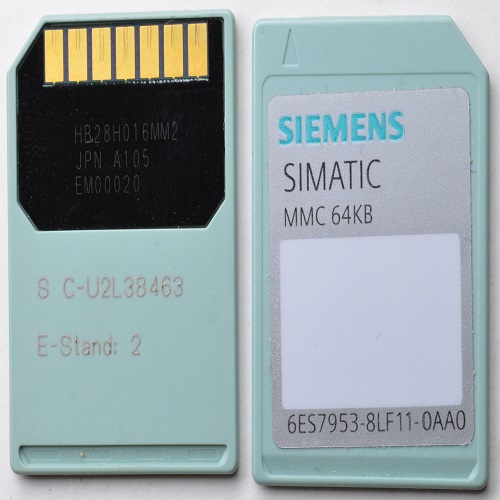 HB28H016MM2
JPN A105
EM00020
S C-U2L38463
E-Stand: 2
SIEMENS
SIMATIC
MMC 64KB
6ES7953-8LF11-0AA0